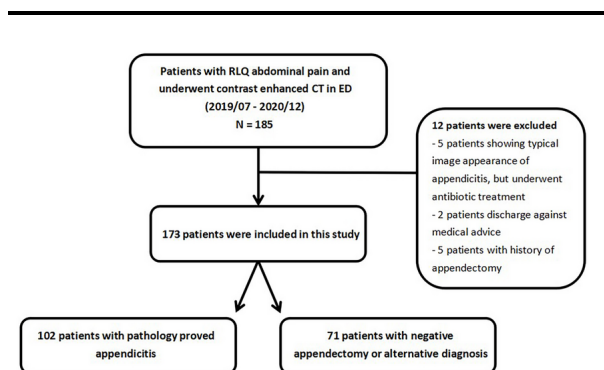 Patients with RLQ abdominal pain and
underwent contrast enhanced CT in ED
(2019/07 - 2020/12)
N = 185
12 patients were excluded
- 5 patients showing typical
image appearance of
appendicitis, but underwent
antibiotic treatment
- 2 patients discharge against
medical advice
- 5 patients with history of
appendectomy
173 patients were included in this study
102 patients with pathology proved
appendicitis
71 patients with negative
appendectomy or alternative diagnosis